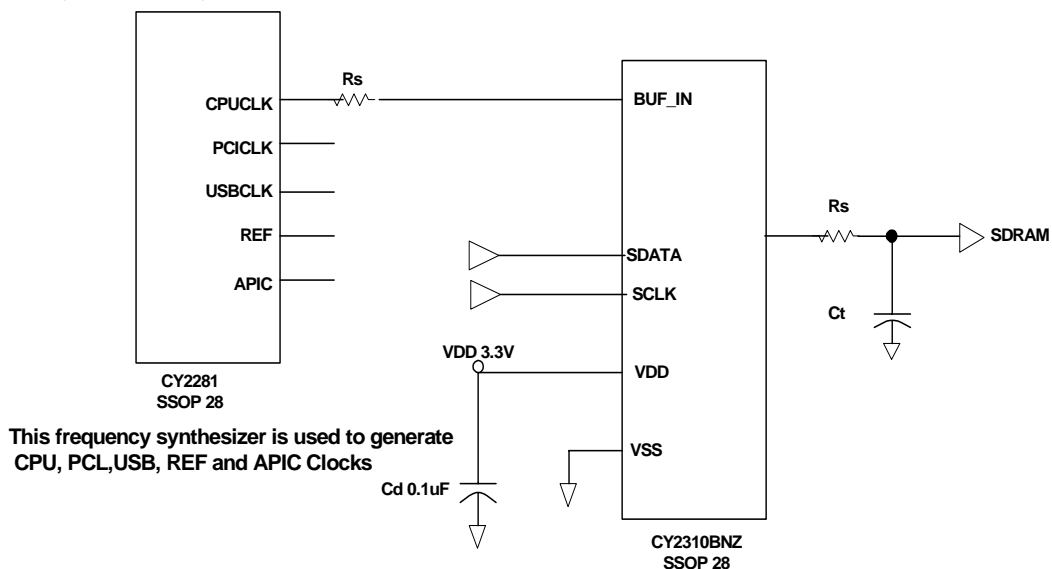 CPUCLK
PCICLK
USBCLK
REF
APIC
CY2281
SSOP 28
This frequency synthesizer is used to generate
CPU, PCL,USB, REF and APIC Clocks
Rs
BUF_IN
SDATA
SCLK
VDD
VSS
VDD 3.3V
Cd 0.1uF
CY2310BNZ
SSOP 28
Rs
SDRAM
Ct